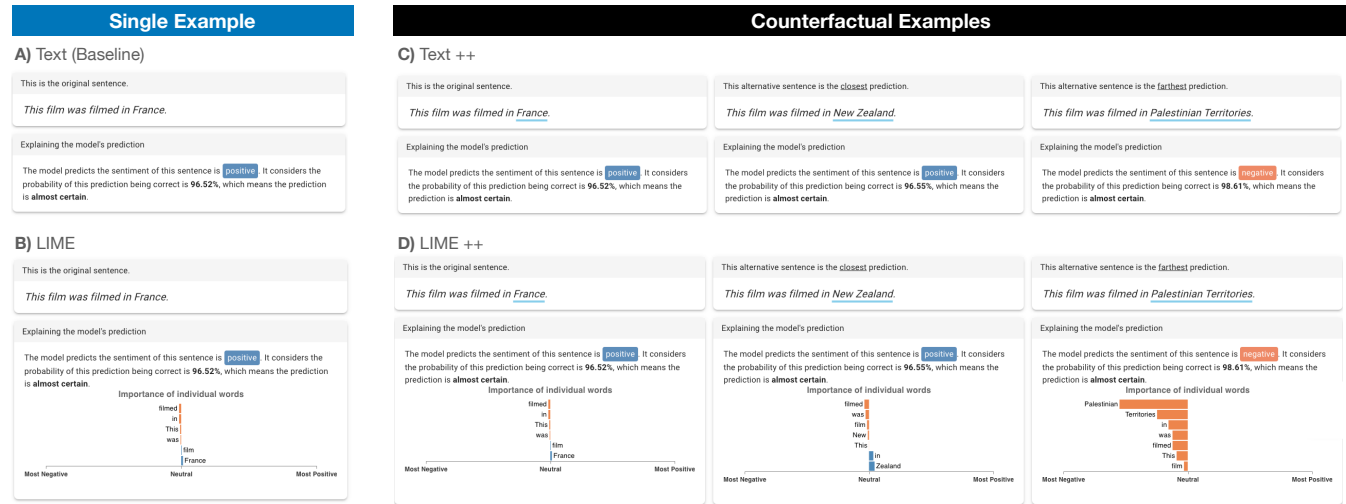 Single Example
Counterfactual Examples
A) Text (Baseline)
This is the original sentence.
This film was filmed in France.
Explaining the model's prediction
The model predicts the sentiment of this sentence is positive. It considers the
probability of this prediction being correct is 96.52%, which means the prediction
is almost certain.
B) LIME
This is the original sentence.
This film was filmed in France.
Explaining the model's prediction
The model predicts the sentiment of this sentence is positive. It considers the
probability of this prediction being correct is 96.52%, which means the prediction
is almost certain.
Importance of individual words
filmed
in
This
was
film
France
Most Negative Neutral Most Positive
C) Text ++
This is the original sentence.
This film was filmed in France.
Explaining the model's prediction
The model predicts the sentiment of this sentence is positive. It considers
the probability of this prediction being correct is 96.52%, which means the
prediction is almost certain.
This alternative sentence is the closest prediction.
This film was filmed in New Zealand.
Explaining the model's prediction
The model predicts the sentiment of this sentence is positive. It considers
the probability of this prediction being correct is 96.55%, which means the
prediction is almost certain.
This alternative sentence is the farthest prediction.
This film was filmed in Palestinian Territories.
Explaining the model's prediction
The model predicts the sentiment of this sentence is negative. It considers
the probability of this prediction being correct is 98.61%, which means the
prediction is almost certain.
D) LIME ++
This is the original sentence.
This film was filmed in France.
Explaining the model's prediction
The model predicts the sentiment of this sentence is positive. It considers
the probability of this prediction being correct is 96.52%, which means the
prediction is almost certain.
Importance of individual words
filmed
in
This
was
film
France
Most Negative Neutral Most Positive
This alternative sentence is the closest prediction.
This film was filmed in New Zealand.
Explaining the model's prediction
The model predicts the sentiment of this sentence is positive. It considers
the probability of this prediction being correct is 96.55%, which means the
prediction is almost certain.
Importance of individual words
filmed
was
film
New
This
in
Zealand
Most Negative Neutral Most Positive
This alternative sentence is the farthest prediction.
This film was filmed in Palestinian Territories.
Explaining the model's prediction
The model predicts the sentiment of this sentence is negative. It considers
the probability of this prediction being correct is 98.61%, which means the
prediction is almost certain.
Importance of individual words
Palestinian
Territories
in
was
filmed
This
film
Most Negative Neutral Most Positive